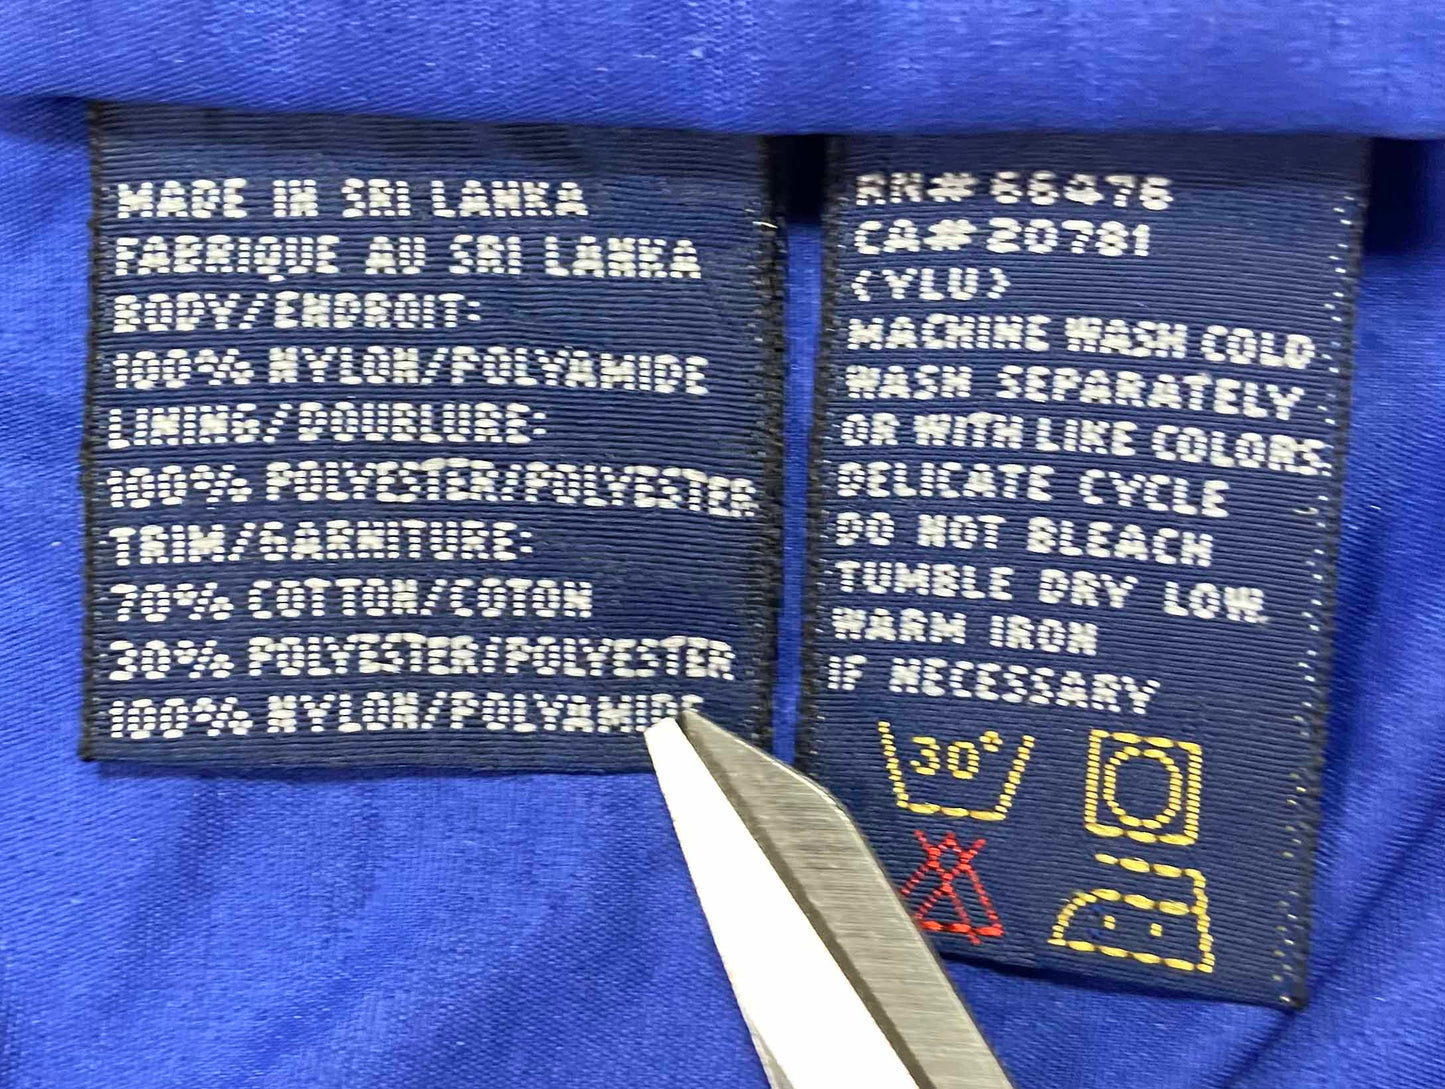 MADE IN SRI LANKA
FABRIQUE AU SRI LANKA
BODY/ENDROIT:
100% NYLON/POLYAMIDE
LINING/DOUBLURE:
100% POLYESTER/POLYESTER
TRIM/GARNITURE:
70% COTTON/COTON
30% POLYESTER/POLYESTER
100% NYLON/POLYAMIDE
RN# 66476
CA# 20781
(YLU)
MACHINE WASH COLD
WASH SEPARATELY
OR WITH LIKE COLORS.
DELICATE CYCLE
DO NOT BLEACH
TUMBLE DRY LOW.
WARM IRON
IF NECESSARY
30°